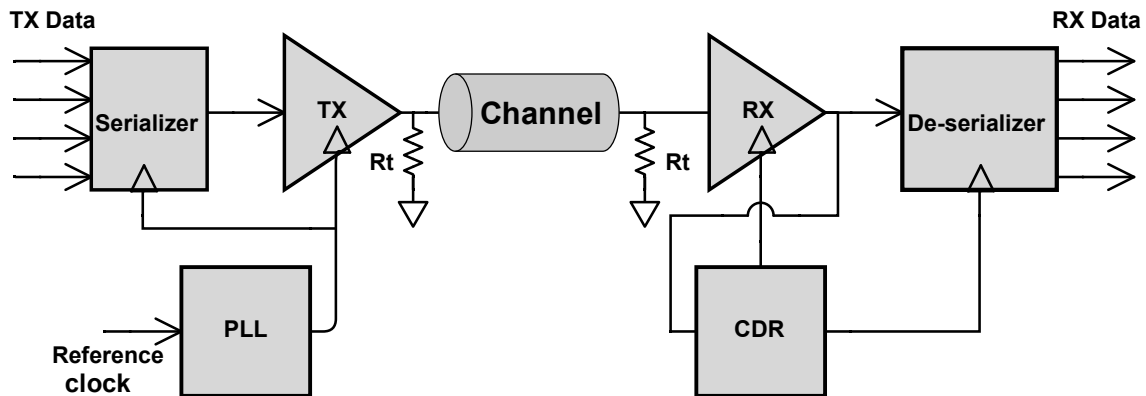 TX Data
RX Data
Serializer
TX
Rt
Channel
Rt
RX
De-serializer
PLL
CDR
Reference
clock